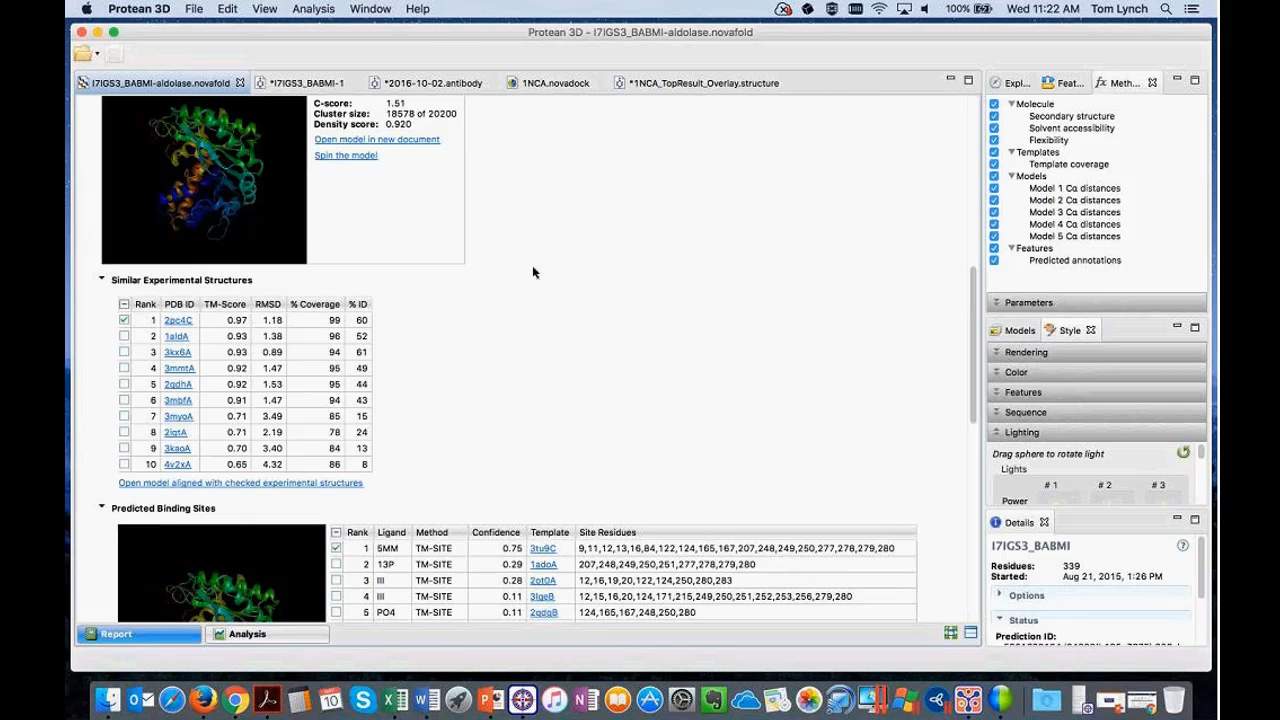 Protean 3D File Edit View Analysis Window Help 100% Wed 11:22 AM Tom Lynch
Protean 3D - I7IGS3_BABMI-aldolase.novafold
I7IGS3_BABMI-aldolase.novafold *I7IGS3_BABMI-1 *2016-10-02.antibody 1NCA.novadock *1NCA_TopResult_Overlay.structure
C-score: 1.51
Cluster size: 18578 of 20200
Density score: 0.920
Open model in new document
Spin the model
Similar Experimental Structures
Rank PDB ID TM-Score RMSD % Coverage % ID
1 2pc4C 0.97 1.18 99 60
2 1aldA 0.93 1.38 96 52
3 3kx6A 0.93 0.89 94 61
4 3mmtA 0.92 1.47 95 49
5 2qdhA 0.92 1.53 95 44
6 3mbfA 0.91 1.47 94 43
7 3myoA 0.71 3.49 85 15
8 2iqtA 0.71 2.19 78 24
9 3kaoA 0.70 3.40 84 13
10 4v2xA 0.65 4.32 86 8
Open model aligned with checked experimental structures
Predicted Binding Sites
Rank Ligand Method Confidence Template Site Residues
1 5MM TM-SITE 0.75 3tu9C 9,11,12,13,16,84,122,124,165,167,207,248,249,250,277,278,279,280
2 13P TM-SITE 0.29 1adoA 207,248,249,250,251,277,278,279,280
3 III TM-SITE 0.28 2ot0A 12,16,19,20,122,124,250,280,283
4 III TM-SITE 0.11 3lgeB 12,15,16,20,124,171,215,249,250,251,252,253,256,279,280
5 PO4 TM-SITE 0.11 2qdgB 124,165,167,248,250,280
Report Analysis
Expl... Feat... Meth...
Molecule
Secondary structure
Solvent accessibility
Flexibility
Templates
Template coverage
Models
Model 1 Cα distances
Model 2 Cα distances
Model 3 Cα distances
Model 4 Cα distances
Model 5 Cα distances
Features
Predicted annotations
Parameters
Models Style
Rendering
Color
Features
Sequence
Lighting
Drag sphere to rotate light
Lights
# 1 # 2 # 3
Power
Details
I7IGS3_BABMI
Residues: 339
Started: Aug 21, 2015, 1:26 PM
Options
Status
Prediction ID: